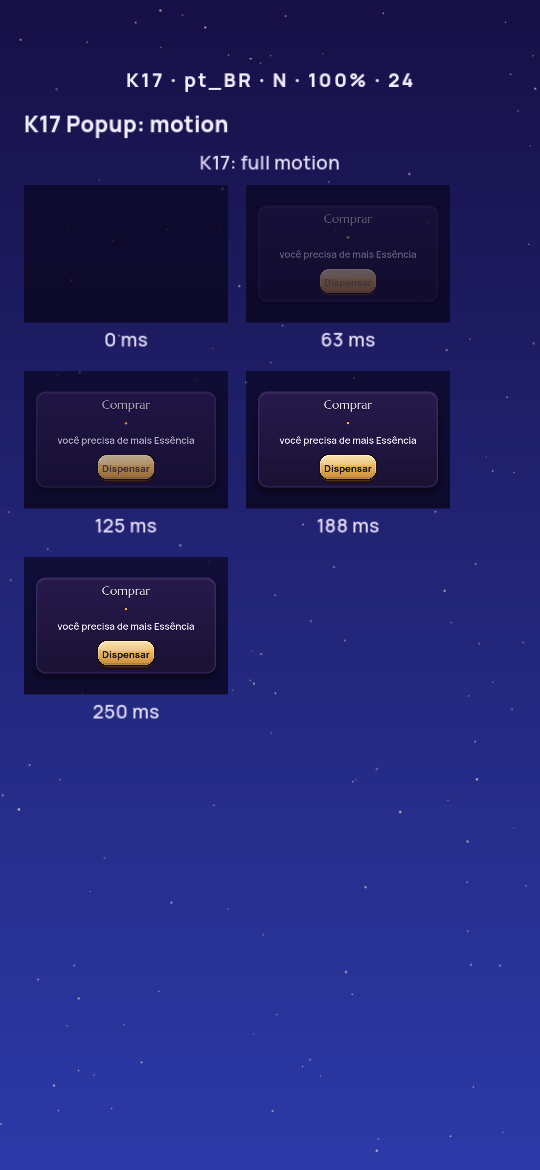 K17 · pt_BR · N · 100% · 24
K17 Popup: motion
K17: full motion
0 ms
Comprar
você precisa de mais Essência
Dispensar
63 ms
Comprar
você precisa de mais Essência
Dispensar
125 ms
Comprar
você precisa de mais Essência
Dispensar
188 ms
Comprar
você precisa de mais Essência
Dispensar
250 ms